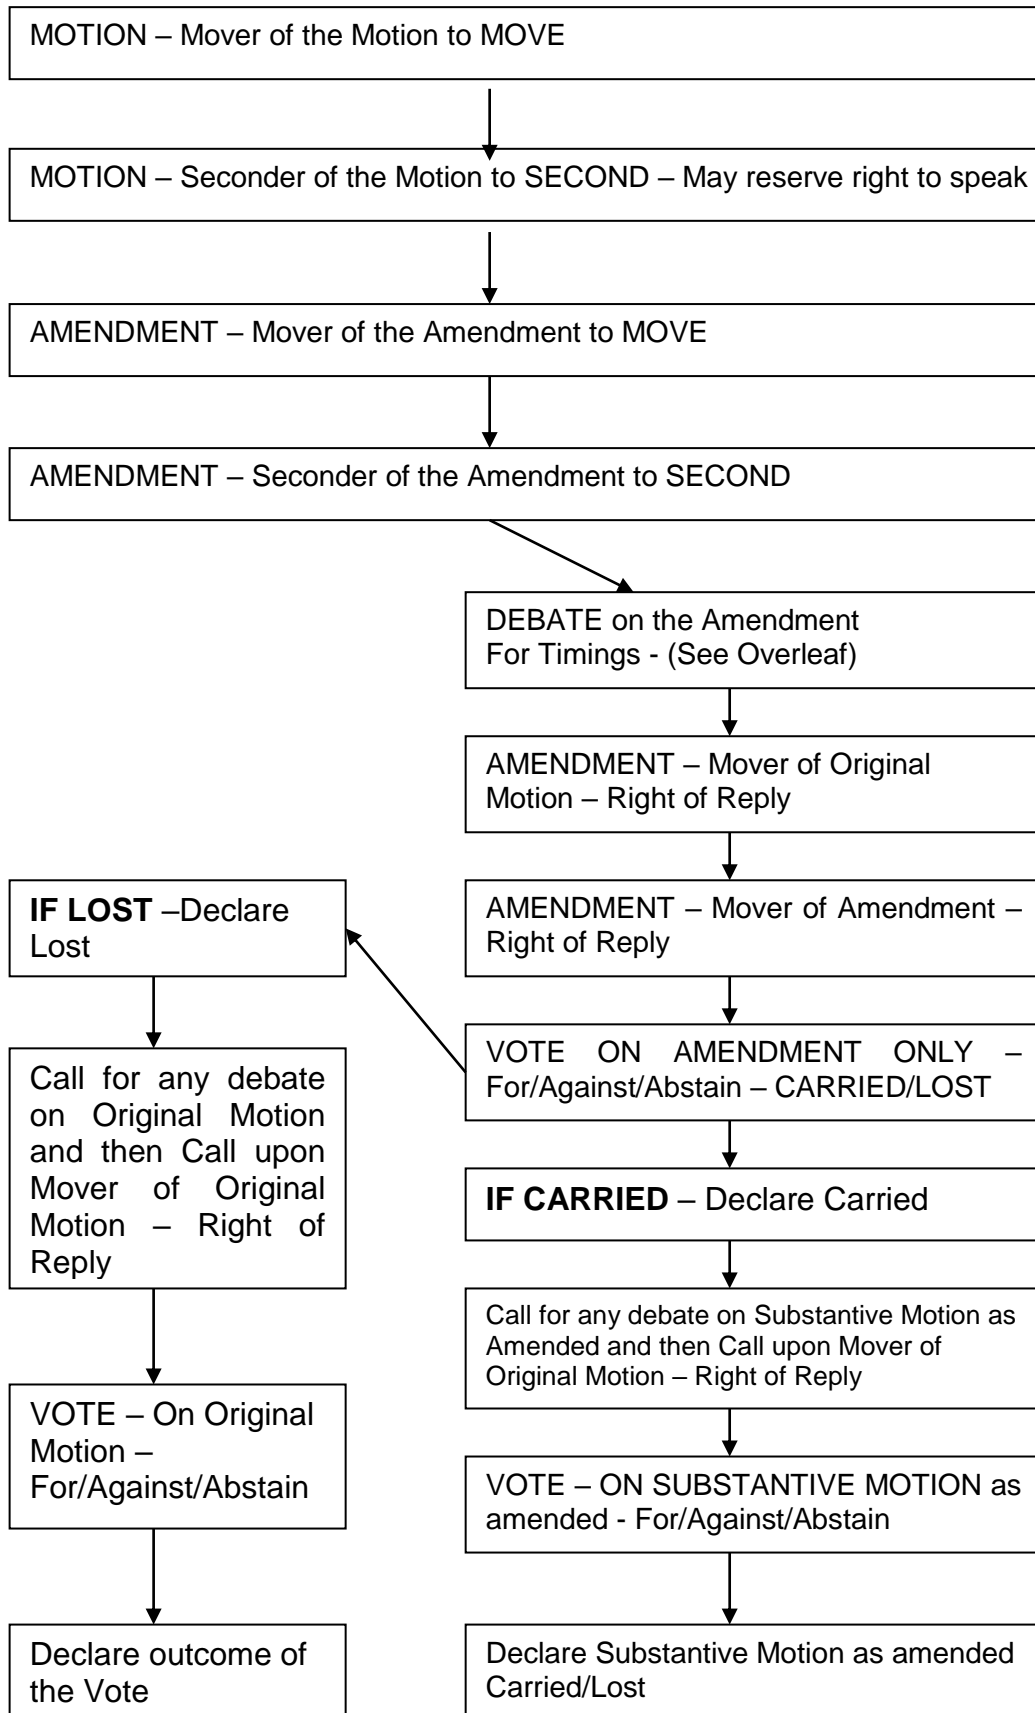 MOTION – Mover of the Motion to MOVE
MOTION – Seconder of the Motion to SECOND – May reserve right to speak
AMENDMENT – Mover of the Amendment to MOVE
AMENDMENT – Seconder of the Amendment to SECOND
DEBATE on the Amendment
For Timings - (See Overleaf)
AMENDMENT – Mover of Original
Motion – Right of Reply
AMENDMENT – Mover of Amendment –
Right of Reply
VOTE ON AMENDMENT ONLY –
For/Against/Abstain – CARRIED/LOST
IF LOST –Declare
Lost
Call for any debate
on Original Motion
and then Call upon
Mover of Original
Motion – Right of
Reply
VOTE – On Original
Motion –
For/Against/Abstain
Declare outcome of
the Vote
IF CARRIED – Declare Carried
Call for any debate on Substantive Motion as
Amended and then Call upon Mover of
Original Motion – Right of Reply
VOTE – ON SUBSTANTIVE MOTION as
amended - For/Against/Abstain
Declare Substantive Motion as amended
Carried/Lost